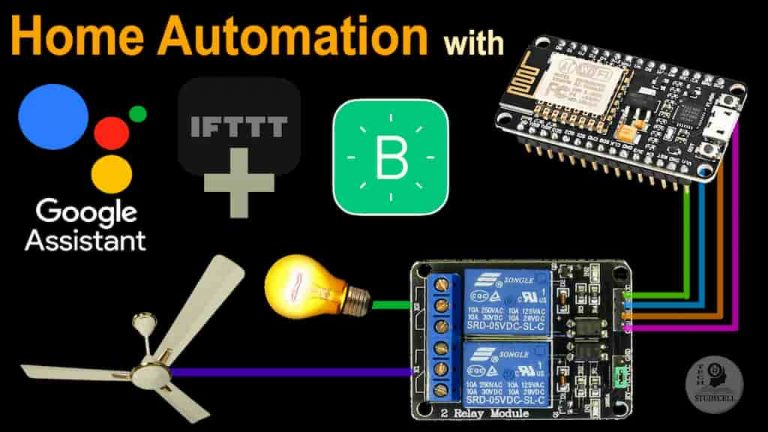 Home Automation with
IFTTT
B
Google
Assistant
SONGLE
10A 250VAC 10A 125VAC
10A 30VDC 10A 28VDC
SRD-05VDC-SL-C
SONGLE
10A 250VAC 10A 125VAC
10A 30VDC 10A 28VDC
SRD-05VDC-SL-C
2 Relay Module
TECH
STUDYCELL